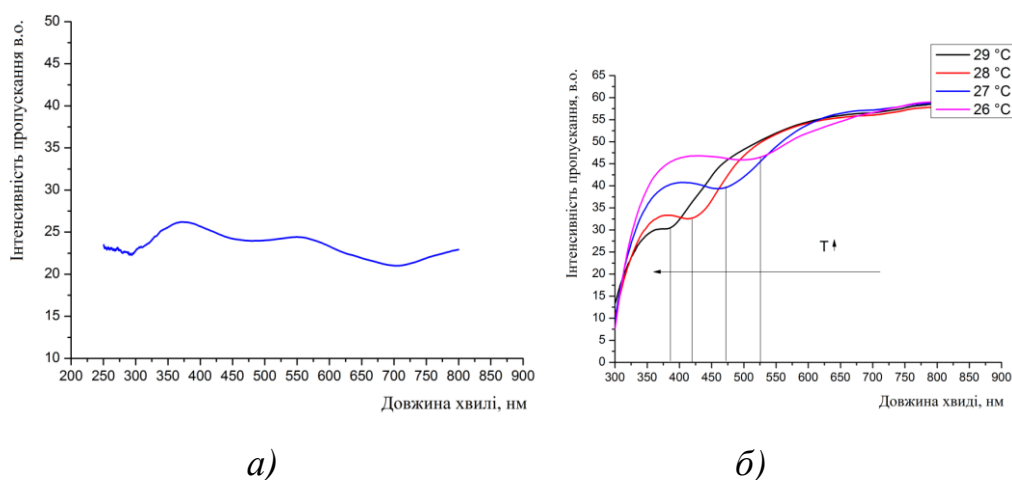 50
45
40
35
30
25
20
15
10
Інтенсивність пропускання в.о.
200 250 300 350 400 450 500 550 600 650 700 750 800 850 900
Довжина хвилі, нм
а)
29 °C
28 °C
27 °C
26 °C
65
60
55
50
45
40
35
30
25
20
15
10
5
0
Інтенсивність пропускання, в.о.
T
300 350 400 450 500 550 600 650 700 750 800 850 900
Довжина хвиді, нм
б)